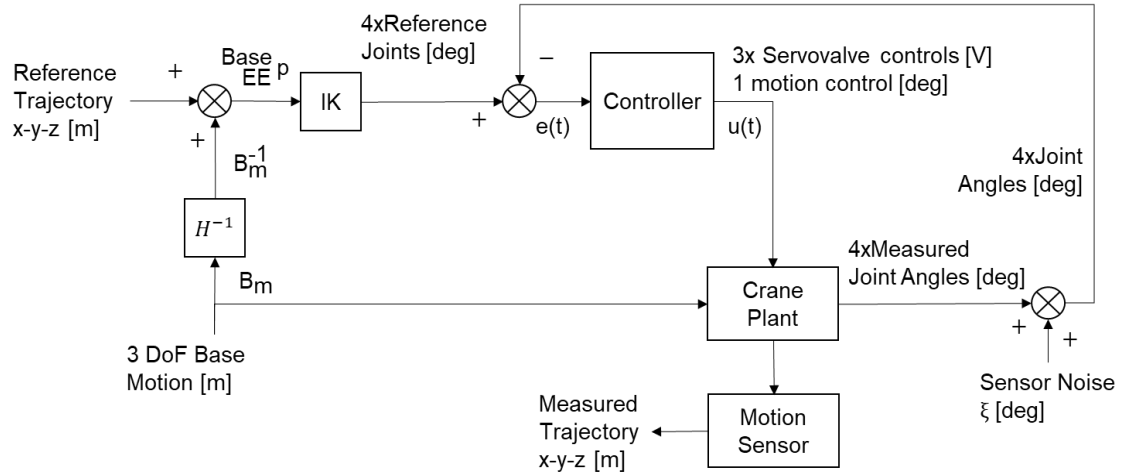 4xReference
Joints [deg]
Base
EE p
+
−
3x Servovalve controls [V]
1 motion control [deg]
Reference
Trajectory
x-y-z [m]
IK
Controller
+
+
e(t)
u(t)
B_m^-1
4xJoint
Angles [deg]
H⁻¹
4xMeasured
Joint Angles [deg]
B_m
Crane
Plant
+
+
3 DoF Base
Motion [m]
Sensor Noise
ξ [deg]
Measured
Trajectory
x-y-z [m]
Motion
Sensor